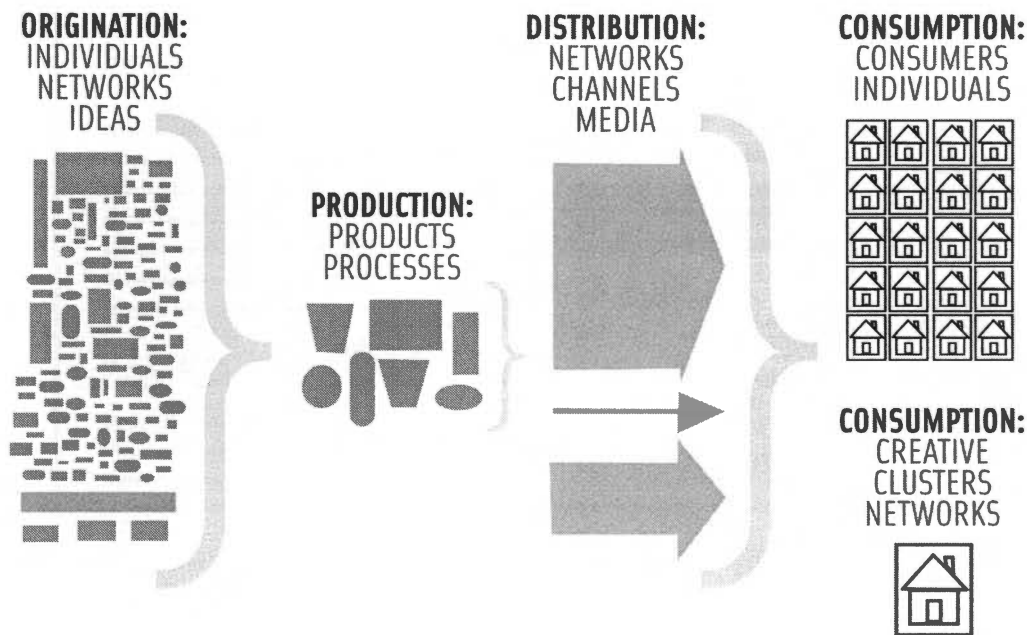 ORIGINATION:
INDIVIDUALS
NETWORKS
IDEAS
PRODUCTION:
PRODUCTS
PROCESSES
DISTRIBUTION:
NETWORKS
CHANNELS
MEDIA
CONSUMPTION:
CONSUMERS
INDIVIDUALS
CONSUMPTION:
CREATIVE
CLUSTERS
NETWORKS